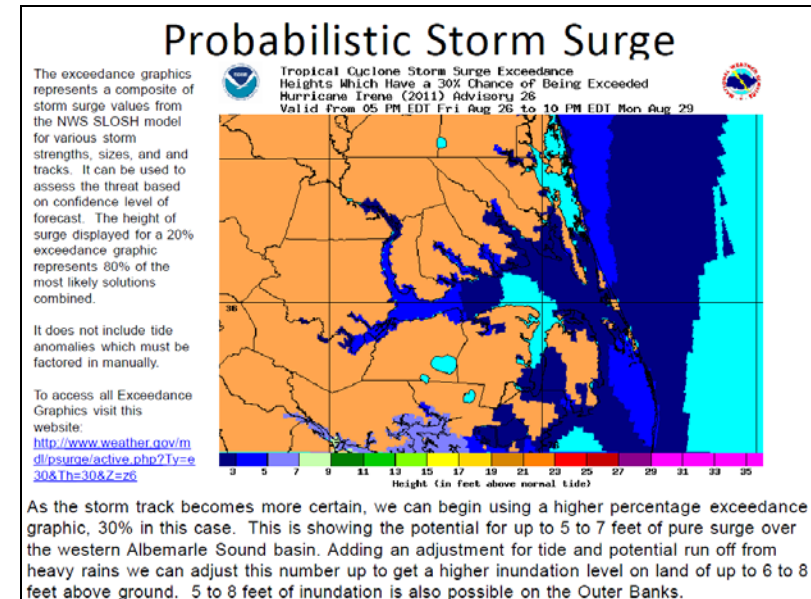 Probabilistic Storm Surge
The exceedance graphics
represents a composite of
storm surge values from
the NWS SLOSH model
for various storm
strengths, sizes, and and
tracks. It can be used to
assess the threat based
on confidence level of
forecast. The height of
surge displayed for a 20%
exceedance graphic
represents 80% of the
most likely solutions
combined.
It does not include tide
anomalies which must be
factored in manually.
To access all Exceedance
Graphics visit this
website:
http://www.weather.gov/m
dl/psurge/active.php?Ty=e
30&Th=30&Z=z6
Tropical Cyclone Storm Surge Exceedance
Heights Which Have a 30% Chance of Being Exceeded
Hurricane Irene (2011) Advisory 26
Valid from 05 PM EDT Fri Aug 26 to 10 PM EDT Mon Aug 29
36
3 5 7 9 11 13 15 17 19 21 23 25 27 29 31 33 35
Height (in feet above normal tide)
As the storm track becomes more certain, we can begin using a higher percentage exceedance
graphic, 30% in this case. This is showing the potential for up to 5 to 7 feet of pure surge over
the western Albemarle Sound basin. Adding an adjustment for tide and potential run off from
heavy rains we can adjust this number up to get a higher inundation level on land of up to 6 to 8
feet above ground. 5 to 8 feet of inundation is also possible on the Outer Banks.